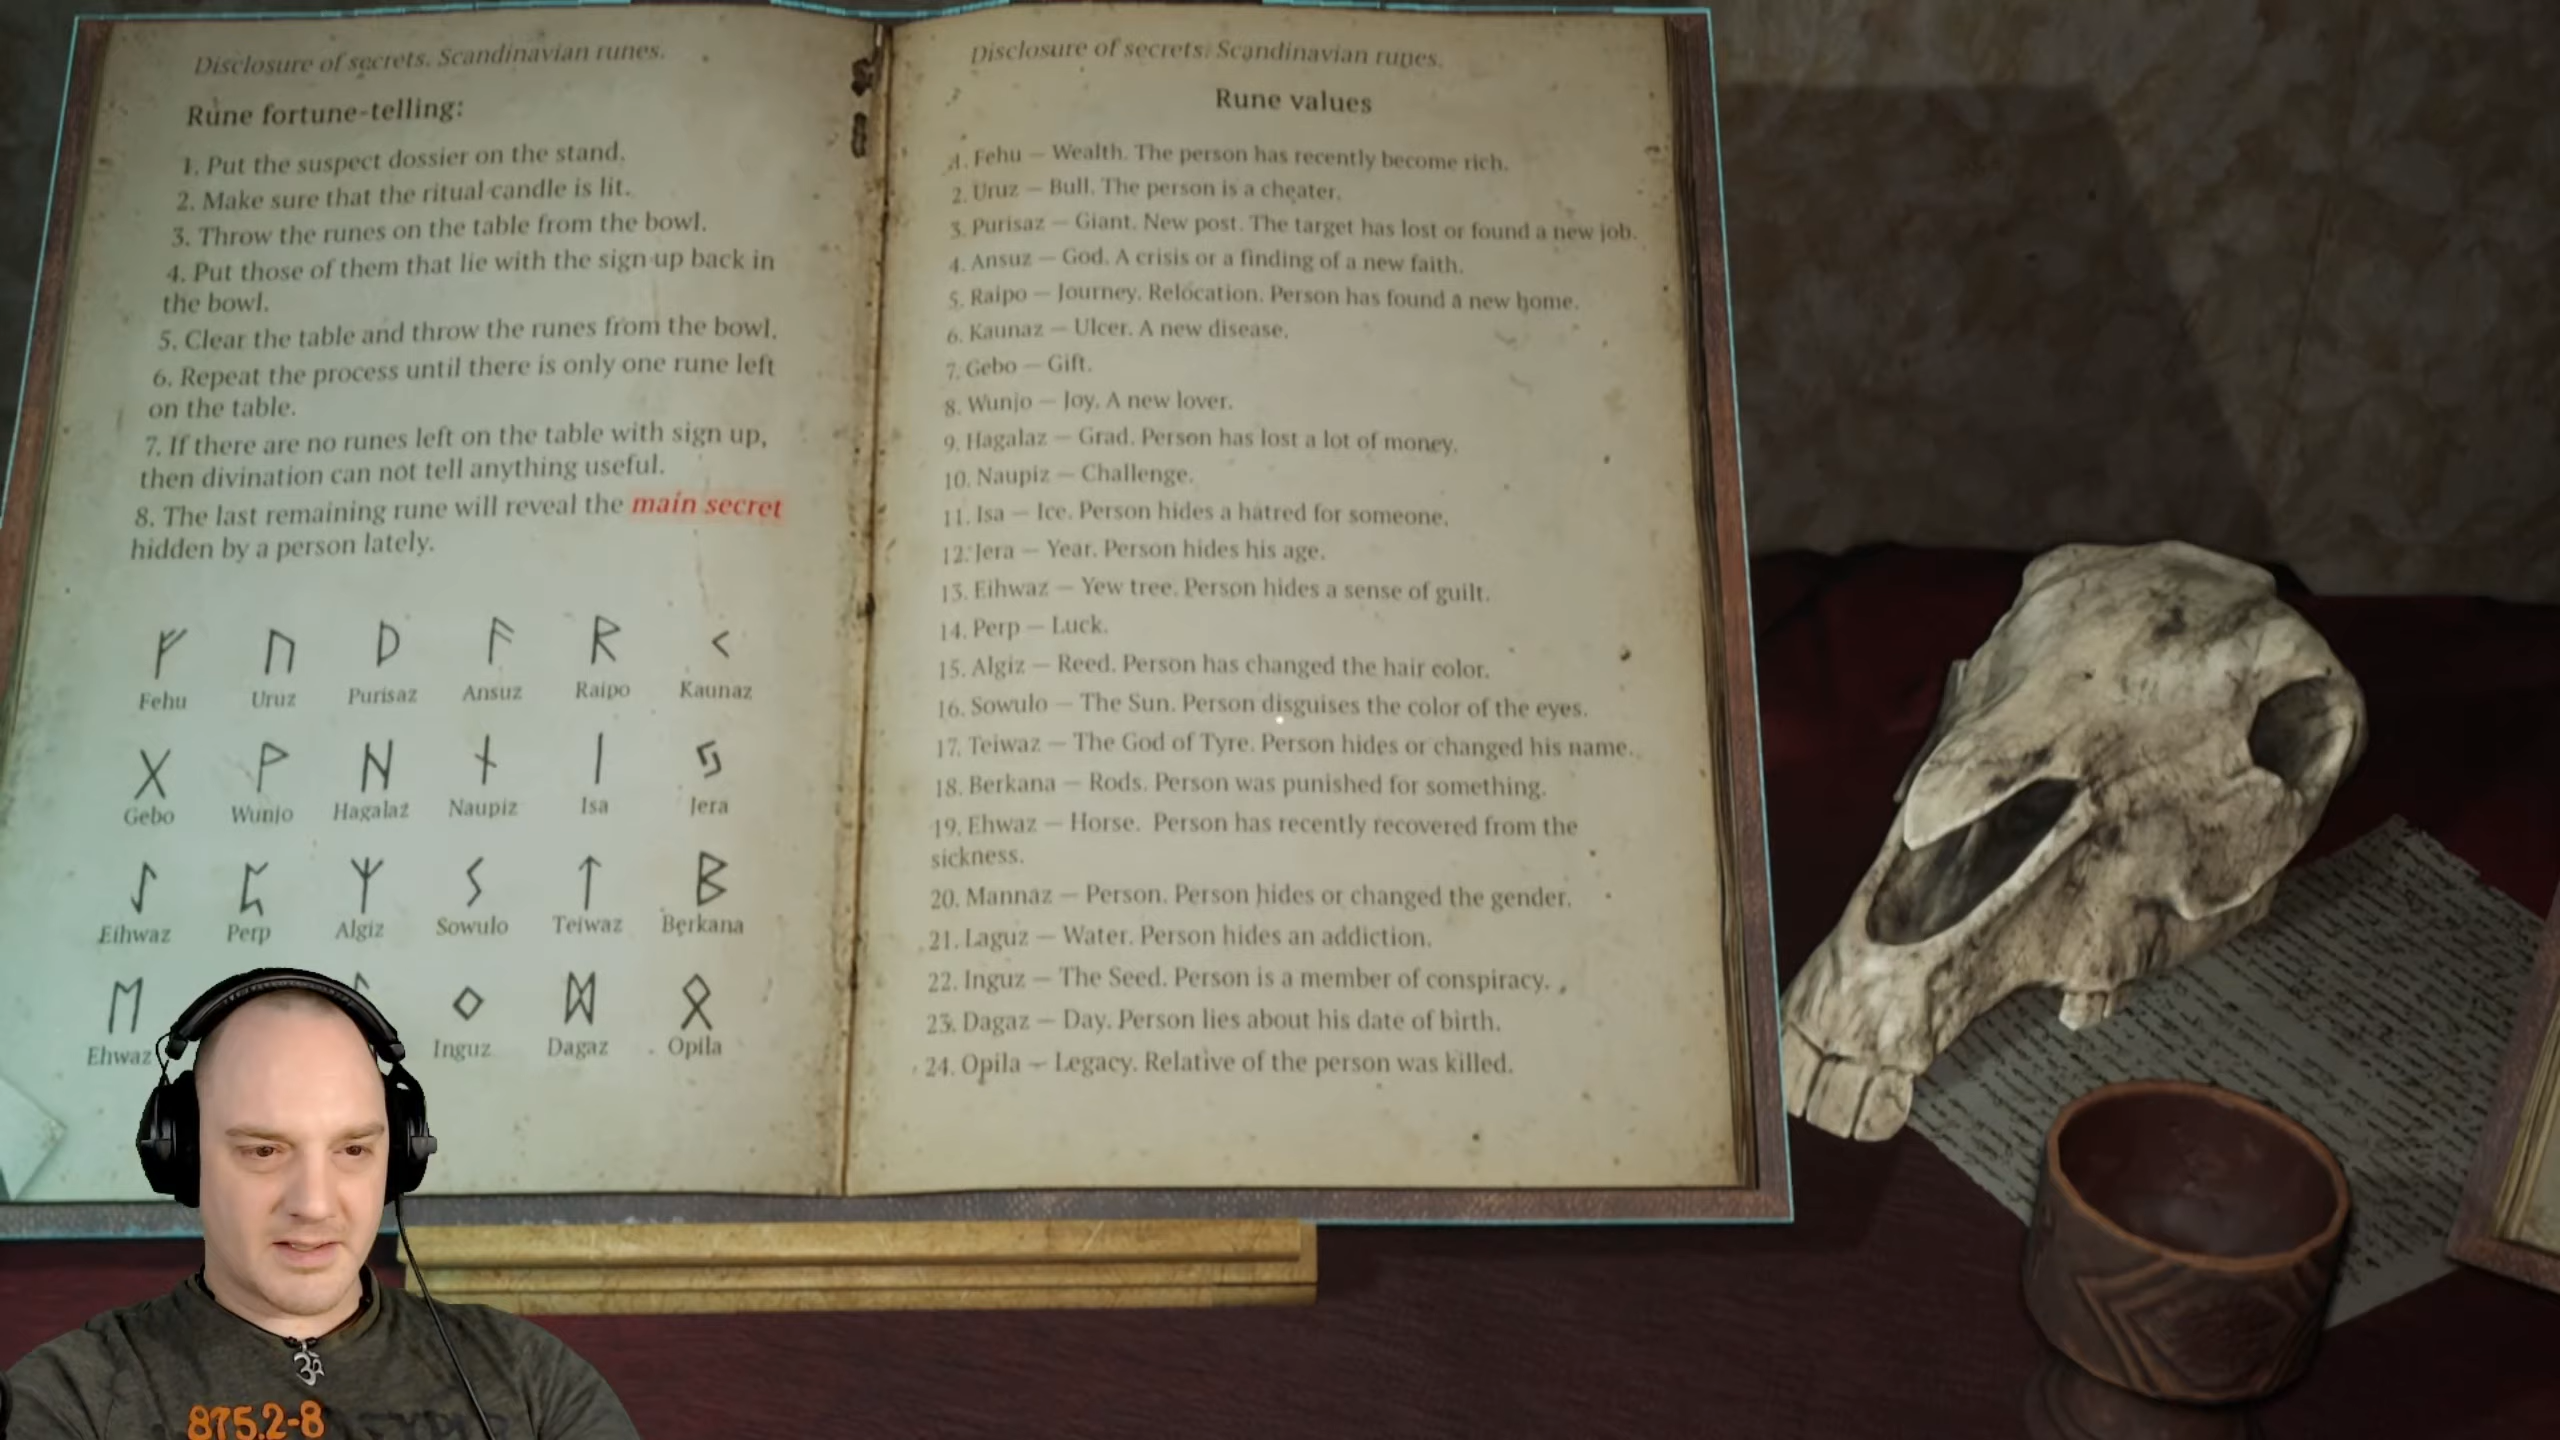 Disclosure of secrets. Scandinavian runes.
Rune fortune-telling:
1. Put the suspect dossier on the stand.
2. Make sure that the ritual candle is lit.
3. Throw the runes on the table from the bowl.
4. Put those of them that lie with the sign up back in
the bowl.
5. Clear the table and throw the runes from the bowl.
6. Repeat the process until there is only one rune left
on the table.
7. If there are no runes left on the table with sign up,
then divination can not tell anything useful.
8. The last remaining rune will reveal the main secret
hidden by a person lately.
Fehu Uruz Purisaz Ansuz Raipo Kaunaz
Gebo Wunjo Hagalaz Naupiz Isa Jera
Eihwaz Perp Algiz Sowulo Teiwaz Berkana
Ehwaz Inguz Dagaz Opila
Disclosure of secrets. Scandinavian runes.
Rune values
1. Fehu — Wealth. The person has recently become rich.
2. Uruz — Bull. The person is a cheater.
3. Purisaz — Giant. New post. The target has lost or found a new job.
4. Ansuz — God. A crisis or a finding of a new faith.
5. Raipo — Journey. Relocation. Person has found a new home.
6. Kaunaz — Ulcer. A new disease.
7. Gebo — Gift.
8. Wunjo — Joy. A new lover.
9. Hagalaz — Grad. Person has lost a lot of money.
10. Naupiz — Challenge.
11. Isa — Ice. Person hides a hatred for someone.
12. Jera — Year. Person hides his age.
13. Eihwaz — Yew tree. Person hides a sense of guilt.
14. Perp — Luck.
15. Algiz — Reed. Person has changed the hair color.
16. Sowulo — The Sun. Person disguises the color of the eyes.
17. Teiwaz — The God of Tyre. Person hides or changed his name.
18. Berkana — Rods. Person was punished for something.
19. Ehwaz — Horse. Person has recently recovered from the
sickness.
20. Mannaz — Person. Person hides or changed the gender.
21. Laguz — Water. Person hides an addiction.
22. Inguz — The Seed. Person is a member of conspiracy.
23. Dagaz — Day. Person lies about his date of birth.
24. Opila — Legacy. Relative of the person was killed.
875.2-8